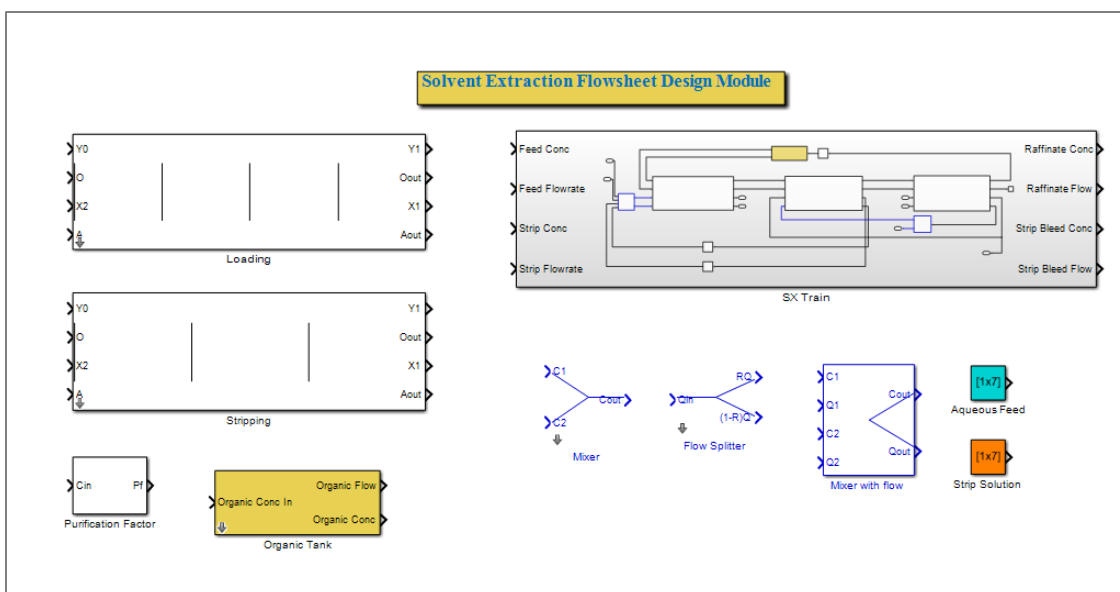 Solvent Extraction Flowsheet Design Module
Y0
O
X2
A
Y1
Oout
X1
Aout
Loading
Feed Conc
Feed Flowrate
Strip Conc
Strip Flowrate
Raffinate Conc
Raffinate Flow
Strip Bleed Conc
Strip Bleed Flow
SX Train
Y0
O
X2
A
Y1
Oout
X1
Aout
Stripping
C1
C2
Cout
Mixer
Qin
RQ
(1-R)Q
Flow Splitter
C1
Q1
C2
Q2
Cout
Qout
Mixer with flow
[1x7]
Aqueous Feed
[1x7]
Strip Solution
Cin
Pf
Purification Factor
Organic Conc In
Organic Flow
Organic Conc
Organic Tank